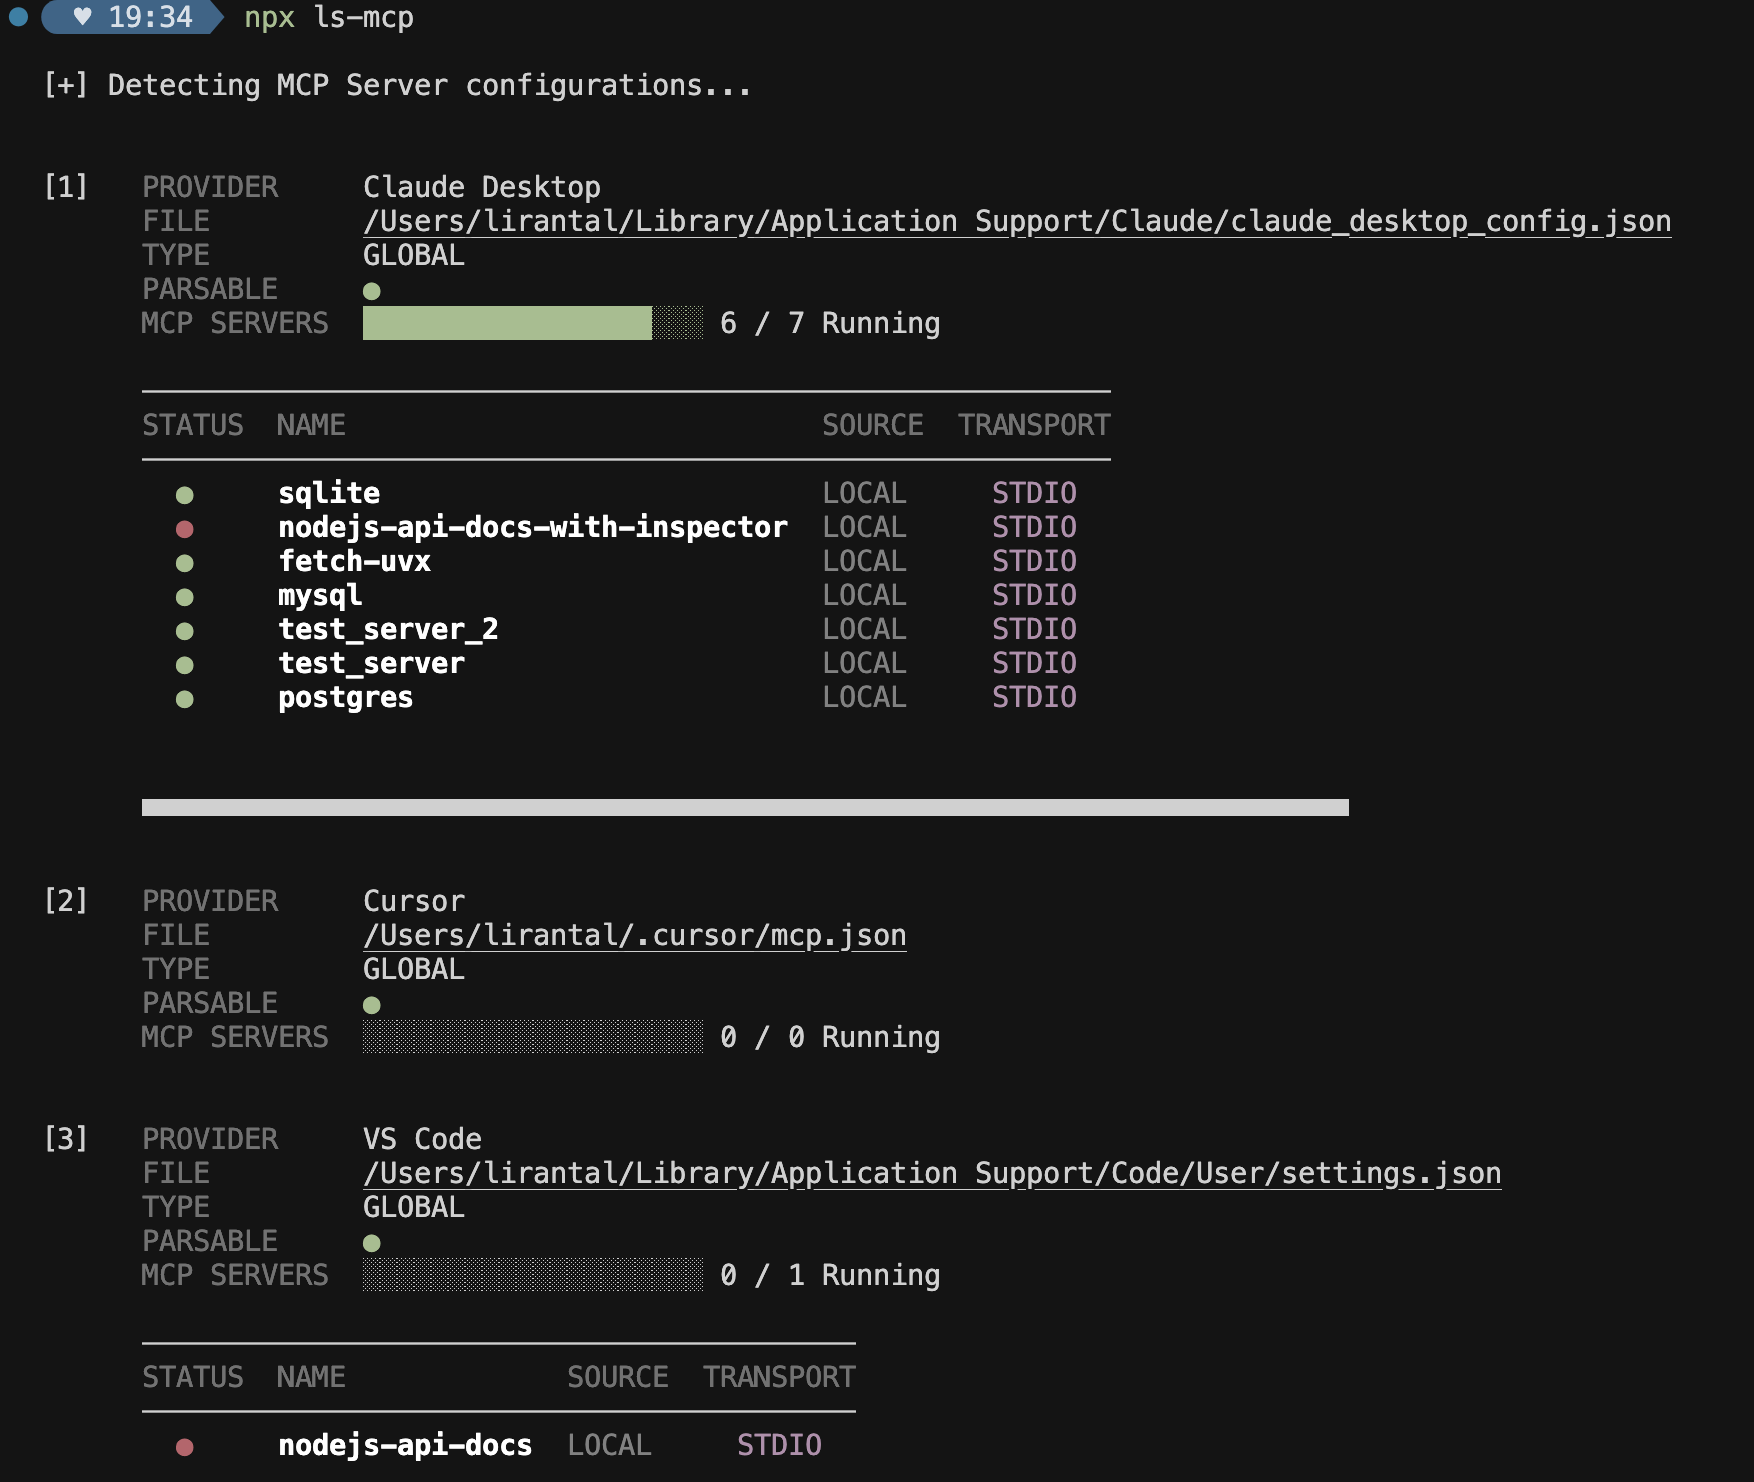 ♥ 19:34 npx ls-mcp
[+] Detecting MCP Server configurations...
[1] PROVIDER Claude Desktop
FILE /Users/lirantal/Library/Application Support/Claude/claude_desktop_config.json
TYPE GLOBAL
PARSABLE ●
MCP SERVERS 6 / 7 Running
STATUS NAME SOURCE TRANSPORT
● sqlite LOCAL STDIO
● nodejs-api-docs-with-inspector LOCAL STDIO
● fetch-uvx LOCAL STDIO
● mysql LOCAL STDIO
● test_server_2 LOCAL STDIO
● test_server LOCAL STDIO
● postgres LOCAL STDIO
[2] PROVIDER Cursor
FILE /Users/lirantal/.cursor/mcp.json
TYPE GLOBAL
PARSABLE ●
MCP SERVERS 0 / 0 Running
[3] PROVIDER VS Code
FILE /Users/lirantal/Library/Application Support/Code/User/settings.json
TYPE GLOBAL
PARSABLE ●
MCP SERVERS 0 / 1 Running
STATUS NAME SOURCE TRANSPORT
● nodejs-api-docs LOCAL STDIO